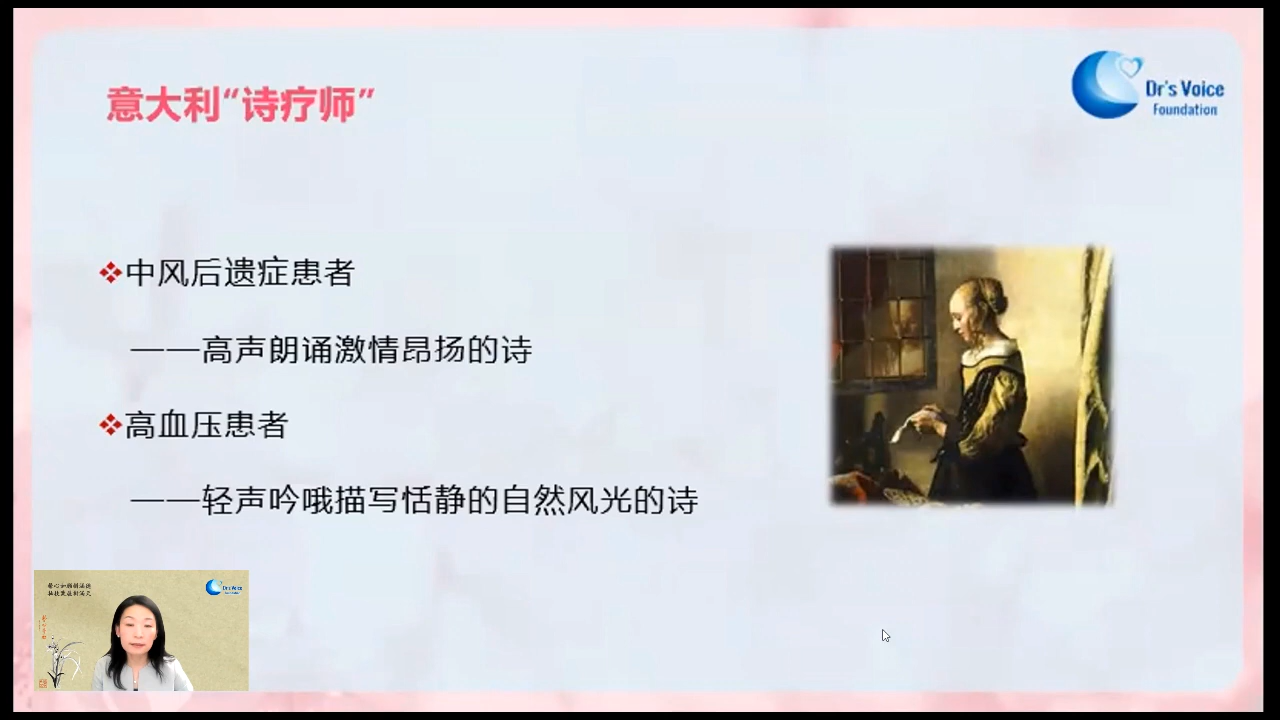 意大利“诗疗师”
Dr's Voice
Foundation
❖中风后遗症患者
——高声朗诵激情昂扬的诗
❖高血压患者
——轻声吟哦描写恬静的自然风光的诗
Dr's Voice